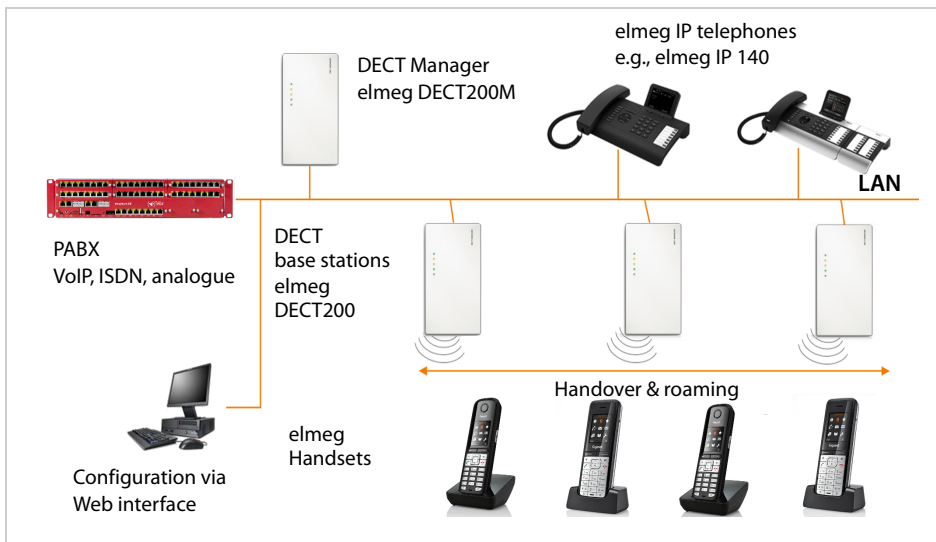 elmeg IP telephones
e.g., elmeg IP 140
DECT Manager
elmeg DECT200M
LAN
PABX
VoIP, ISDN, analogue
DECT
base stations
elmeg
DECT200
Handover & roaming
elmeg
Handsets
Configuration via
Web interface